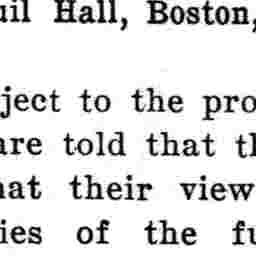 uil Hall, Boston,
ject to the pro
are told that th
hat their view
ies of the fu